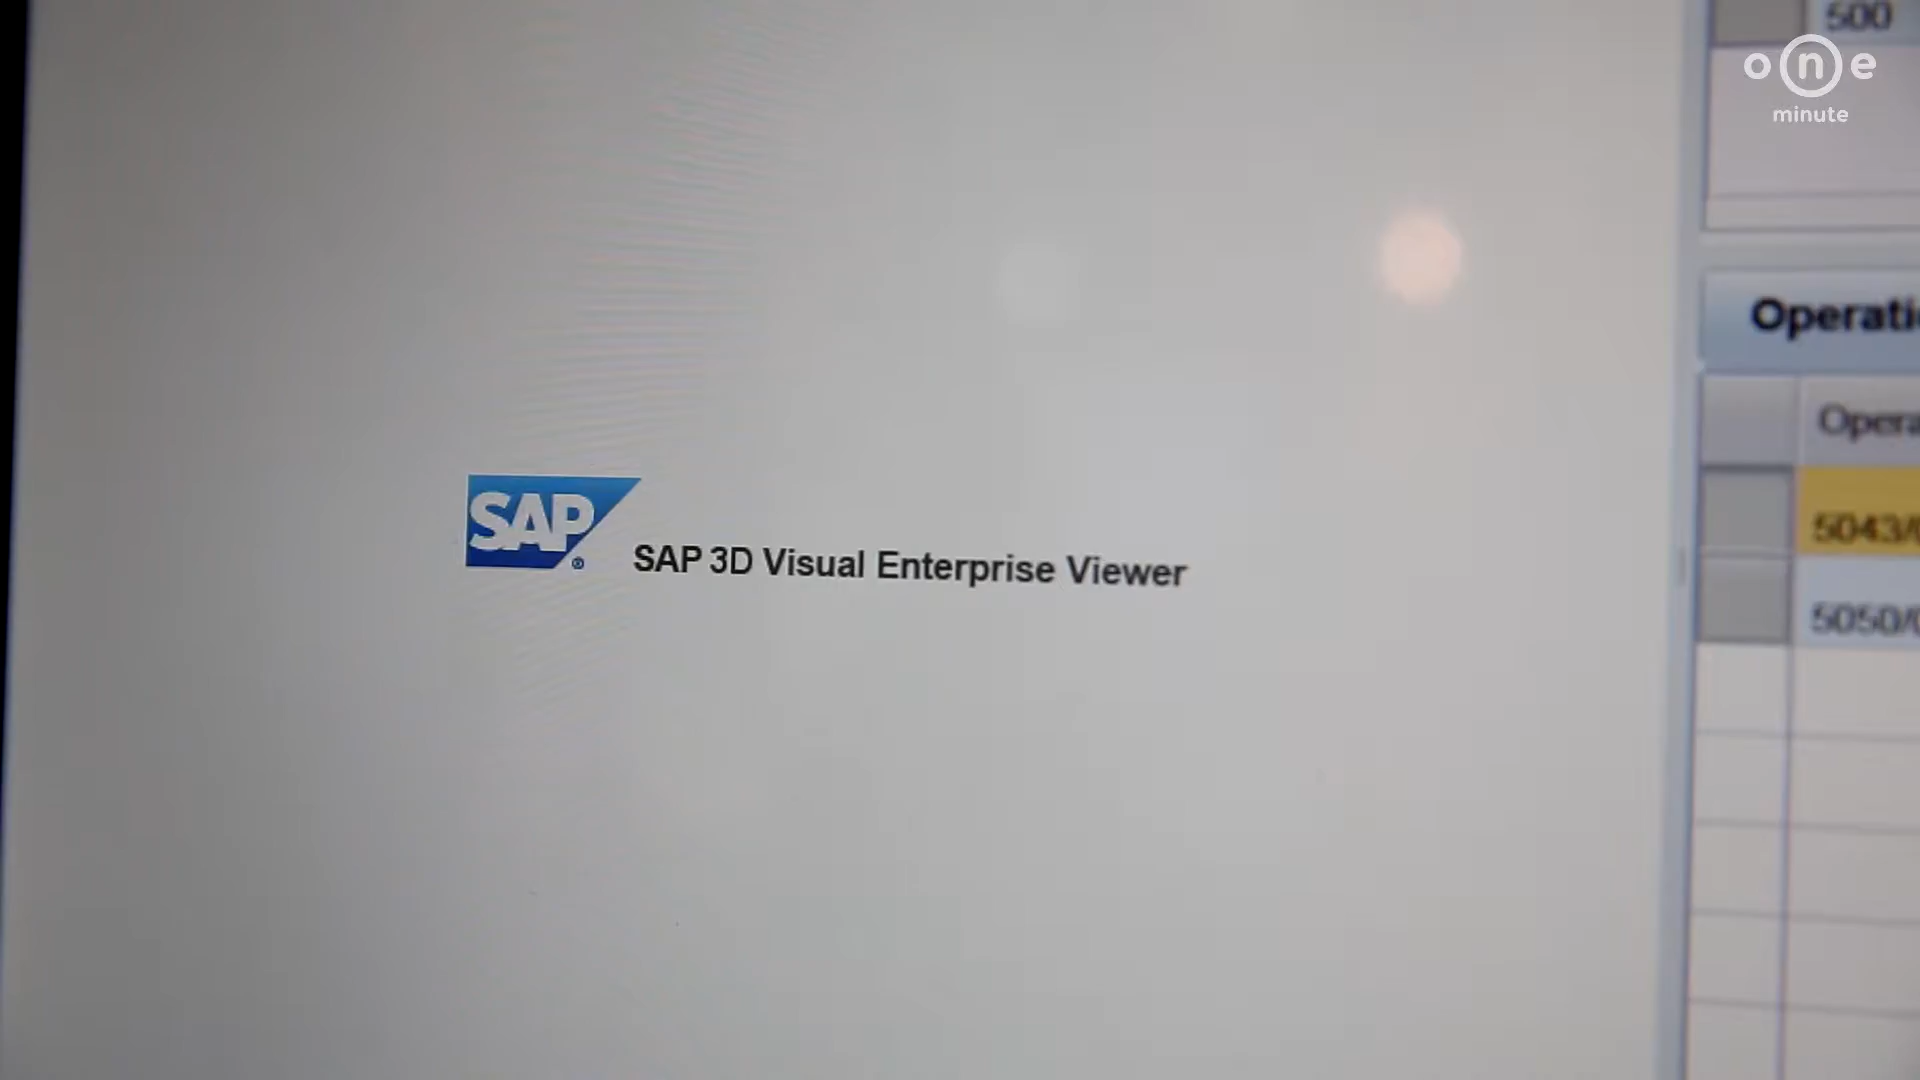 500
one
minute
Operati
Opera
SAP
®
SAP 3D Visual Enterprise Viewer
5043/
5050/